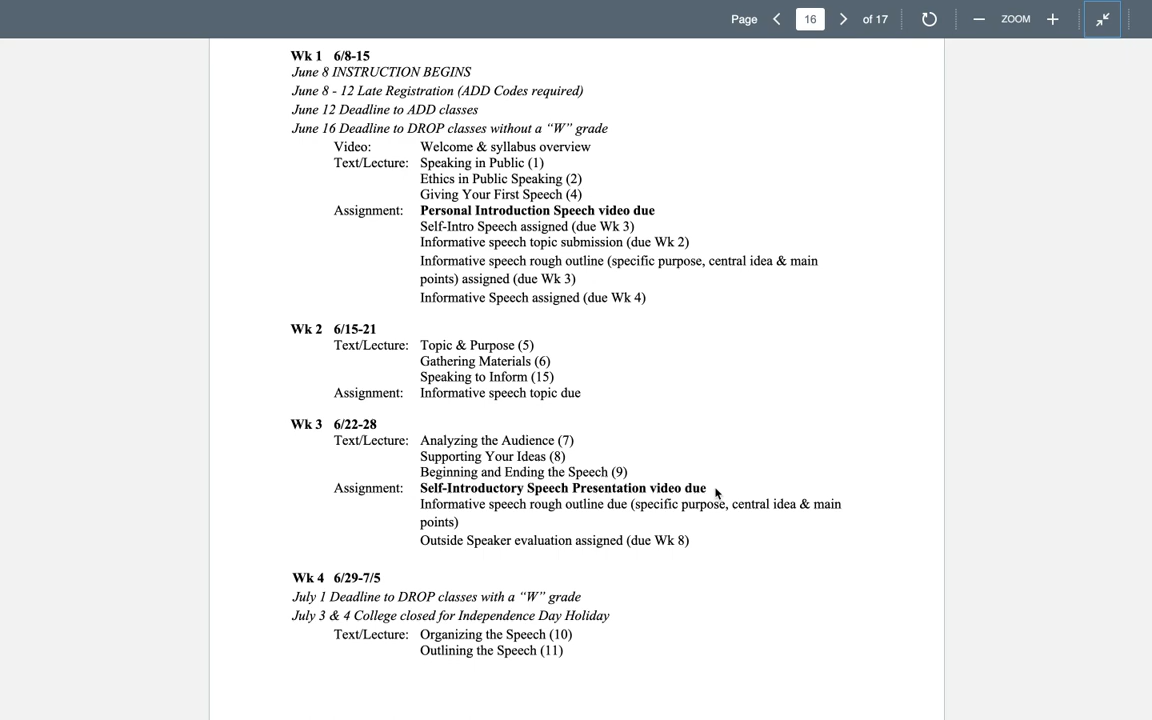 Page 16 of 17 ZOOM
Wk 1 6/8-15
June 8 INSTRUCTION BEGINS
June 8 - 12 Late Registration (ADD Codes required)
June 12 Deadline to ADD classes
June 16 Deadline to DROP classes without a “W” grade
Video: Welcome & syllabus overview
Text/Lecture: Speaking in Public (1)
Ethics in Public Speaking (2)
Giving Your First Speech (4)
Assignment: Personal Introduction Speech video due
Self-Intro Speech assigned (due Wk 3)
Informative speech topic submission (due Wk 2)
Informative speech rough outline (specific purpose, central idea & main
points) assigned (due Wk 3)
Informative Speech assigned (due Wk 4)
Wk 2 6/15-21
Text/Lecture: Topic & Purpose (5)
Gathering Materials (6)
Speaking to Inform (15)
Assignment: Informative speech topic due
Wk 3 6/22-28
Text/Lecture: Analyzing the Audience (7)
Supporting Your Ideas (8)
Beginning and Ending the Speech (9)
Assignment: Self-Introductory Speech Presentation video due
Informative speech rough outline due (specific purpose, central idea & main
points)
Outside Speaker evaluation assigned (due Wk 8)
Wk 4 6/29-7/5
July 1 Deadline to DROP classes with a “W” grade
July 3 & 4 College closed for Independence Day Holiday
Text/Lecture: Organizing the Speech (10)
Outlining the Speech (11)